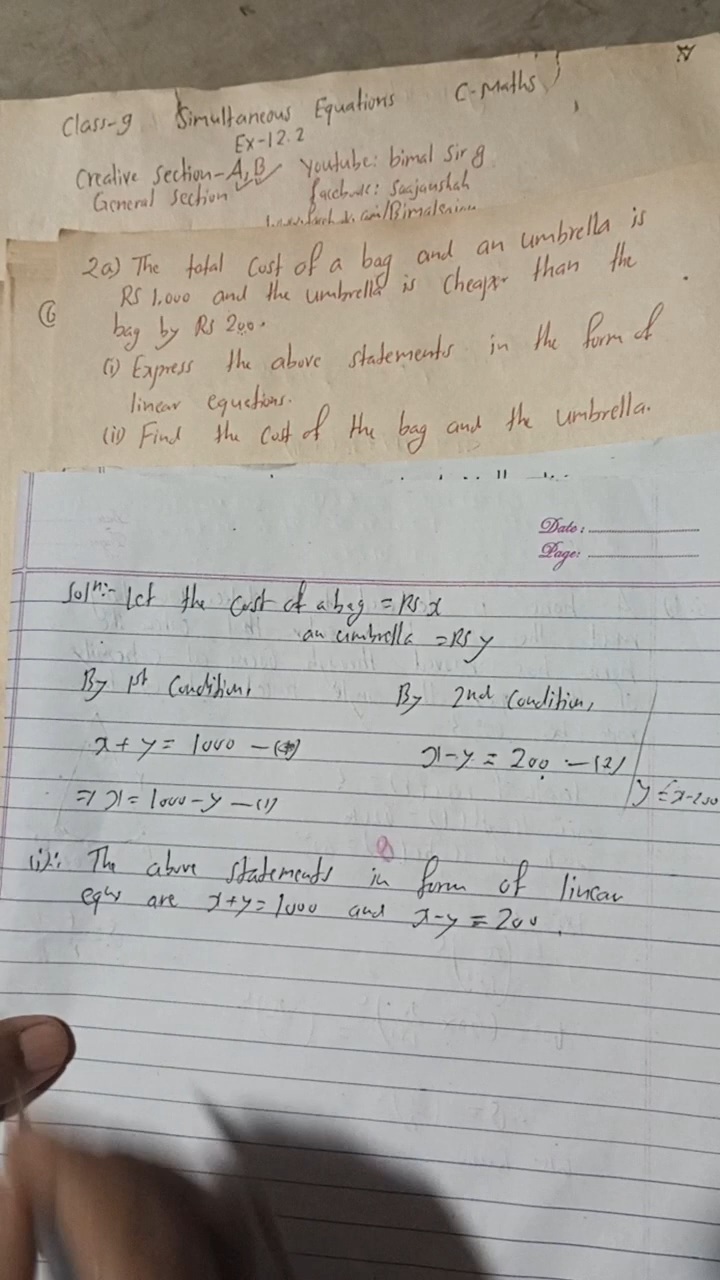 Class-9 Simultaneous Equations C-Maths
Ex-12.2
Creative Section-A,B Youtube: bimal Sir g
General Section facebook: Saajanshah
2a) The total cost of a bag and an umbrella is
RS 1,000 and the umbrella is Cheaper than the
bag by RS 200.
(i) Express the above statements in the form of
linear equations.
(ii) Find the cost of the bag and the umbrella.
Date:
Page:
Solⁿ:- Let the cost of a bag = RS x
an umbrella = RS y
By 1st Condition, By 2nd Condition,
x + y = 1000 x - y = 200 - (2)
y = x-200
=> x = 1000 - y - (1)
(i): The above statements in form of linear
eqns are x+y=1000 and x-y = 200.